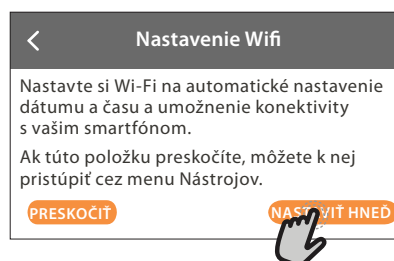 Nastavenie Wifi
Nastavte si Wi-Fi na automatické nastavenie
dátumu a času a umožnenie konektivity
s vašim smartfónom.
Ak túto položku preskočíte, môžete k nej
pristúpiť cez menu Nástrojov.
PRESKOČIŤ
NASTAVIŤ HNEĎ